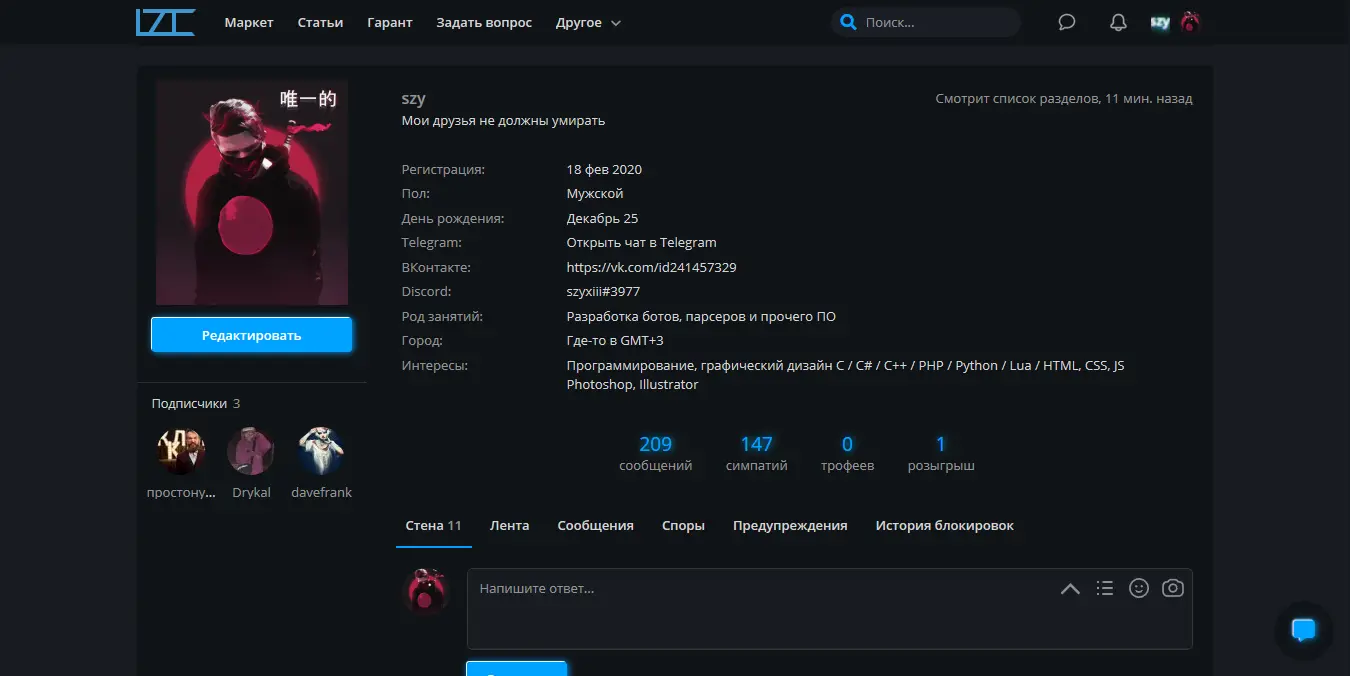 LZT
Маркет
Статьи
Гарант
Задать вопрос
Другое
Поиск...
szy
唯一的
szy
Смотрит список разделов, 11 мин. назад
Мои друзья не должны умирать
Регистрация: 18 фев 2020
Пол: Мужской
День рождения: Декабрь 25
Telegram: Открыть чат в Telegram
ВКонтакте: https://vk.com/id241457329
Discord: szyxiii#3977
Род занятий: Разработка ботов, парсеров и прочего ПО
Город: Где-то в GMT+3
Интересы: Программирование, графический дизайн C / C# / C++ / PHP / Python / Lua / HTML, CSS, JS
Photoshop, Illustrator
Редактировать
Подписчики 3
простону...
Drykal
davefrank
209 147 0 1
сообщений симпатий трофеев розыгрыш
Стена 11
Лента
Сообщения
Споры
Предупреждения
История блокировок
Напишите ответ...